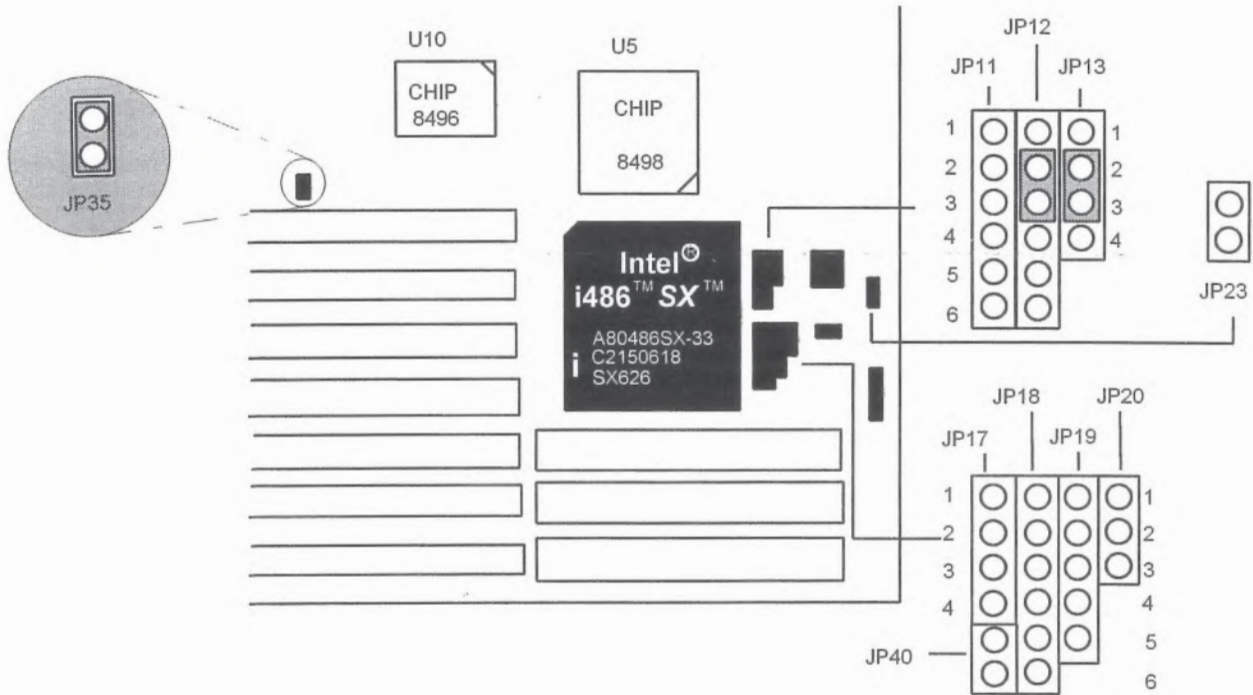 U10
CHIP
8496
U5
CHIP
8498
JP35
Intel®
i486™ SX™
A80486SX-33
i C2150618
SX626
JP12
JP11
JP13
1
2
3
4
5
6
1
2
3
4
JP23
JP18
JP20
JP17
JP19
1
2
3
4
JP40
1
2
3
4
5
6